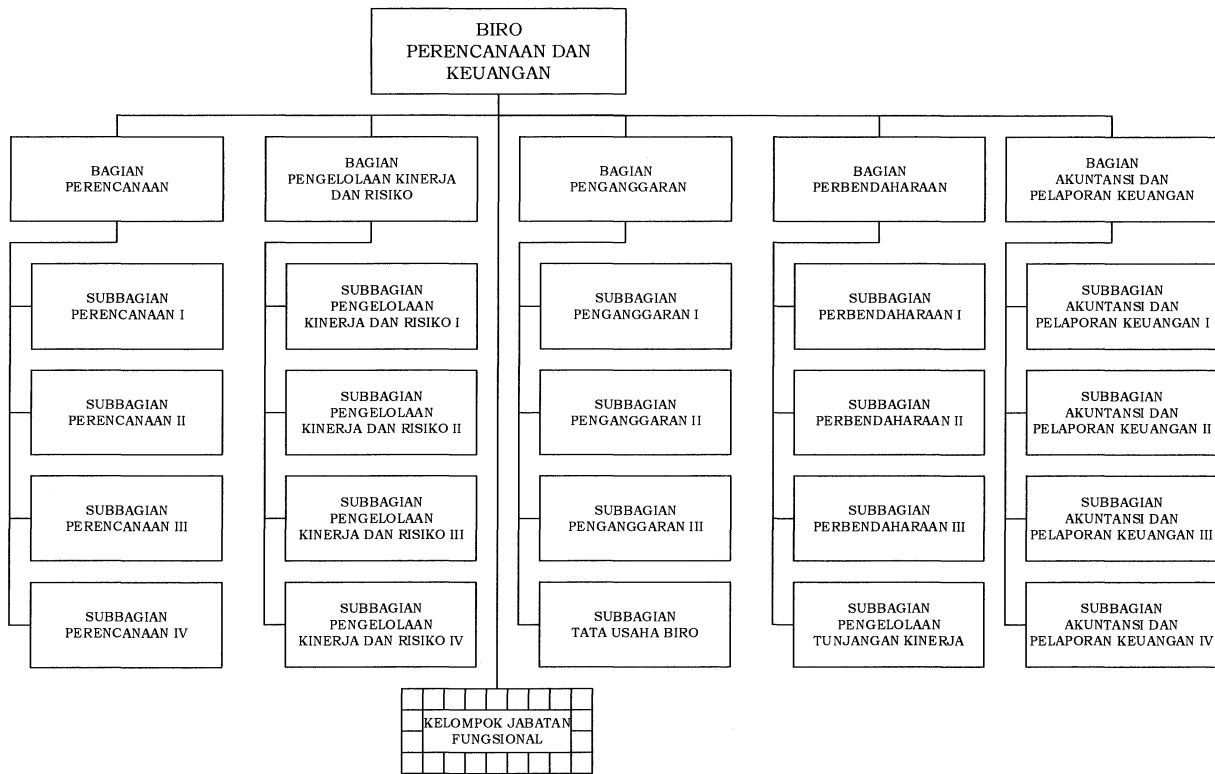 BIRO
PERENCANAAN DAN
KEUANGAN
BAGIAN
PERENCANAAN
BAGIAN
PENGELOLAAN KINERJA
DAN RISIKO
BAGIAN
PENGANGGARAN
BAGIAN
PERBENDAHARAAN
BAGIAN
AKUNTANSI DAN
PELAPORAN KEUANGAN
SUBBAGIAN
PERENCANAAN I
SUBBAGIAN
PENGELOLAAN
KINERJA DAN RISIKO I
SUBBAGIAN
PENGANGGARAN I
SUBBAGIAN
PERBENDAHARAAN I
SUBBAGIAN
AKUNTANSI DAN
PELAPORAN KEUANGAN I
SUBBAGIAN
PERENCANAAN II
SUBBAGIAN
PENGELOLAAN
KINERJA DAN RISIKO II
SUBBAGIAN
PENGANGGARAN II
SUBBAGIAN
PERBENDAHARAAN II
SUBBAGIAN
AKUNTANSI DAN
PELAPORAN KEUANGAN II
SUBBAGIAN
PERENCANAAN III
SUBBAGIAN
PENGELOLAAN
KINERJA DAN RISIKO III
SUBBAGIAN
PENGANGGARAN III
SUBBAGIAN
PERBENDAHARAAN III
SUBBAGIAN
AKUNTANSI DAN
PELAPORAN KEUANGAN III
SUBBAGIAN
PERENCANAAN IV
SUBBAGIAN
PENGELOLAAN
KINERJA DAN RISIKO IV
SUBBAGIAN
TATA USAHA BIRO
SUBBAGIAN
PENGELOLAAN
TUNJANGAN KINERJA
SUBBAGIAN
AKUNTANSI DAN
PELAPORAN KEUANGAN IV
KELOMPOK JABATAN
FUNGSIONAL